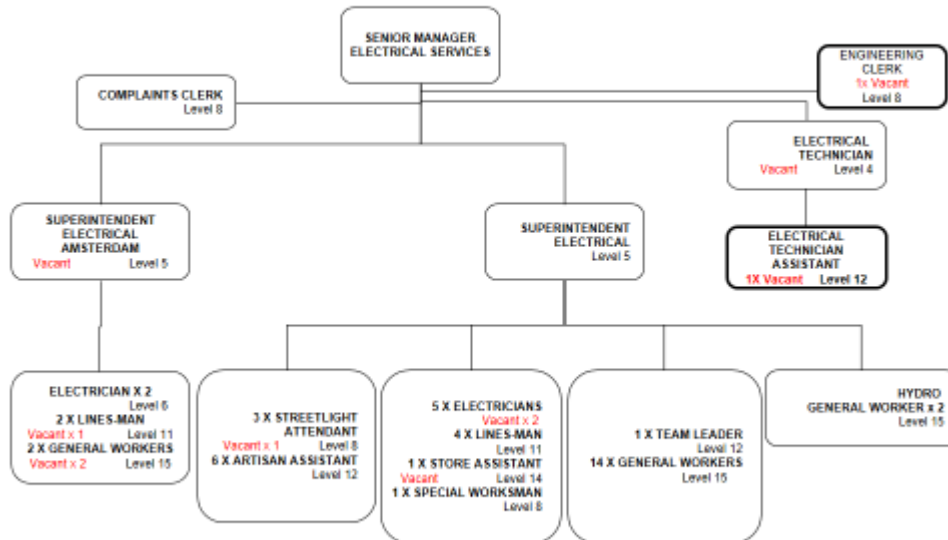 SENIOR MANAGER
ELECTRICAL SERVICES
ENGINEERING
CLERK
1x Vacant
Level 8
COMPLAINTS CLERK
Level 8
ELECTRICAL
TECHNICIAN
Vacant Level 4
SUPERINTENDENT
ELECTRICAL
AMSTERDAM
Vacant Level 5
SUPERINTENDENT
ELECTRICAL
Level 5
ELECTRICAL
TECHNICIAN
ASSISTANT
1X Vacant Level 12
ELECTRICIAN X 2
Level 6
2 X LINES-MAN
Vacant x 1 Level 11
2 X GENERAL WORKERS
Vacant x 2 Level 15
3 X STREETLIGHT
ATTENDANT
Vacant x 1 Level 8
6 X ARTISAN ASSISTANT
Level 12
5 X ELECTRICIANS
Vacant x 2
4 X LINES-MAN
Level 11
1 X STORE ASSISTANT
Vacant Level 14
1 X SPECIAL WORKSMAN
Level 8
1 X TEAM LEADER
Level 12
14 X GENERAL WORKERS
Level 15
HYDRO
GENERAL WORKER x 2
Level 15